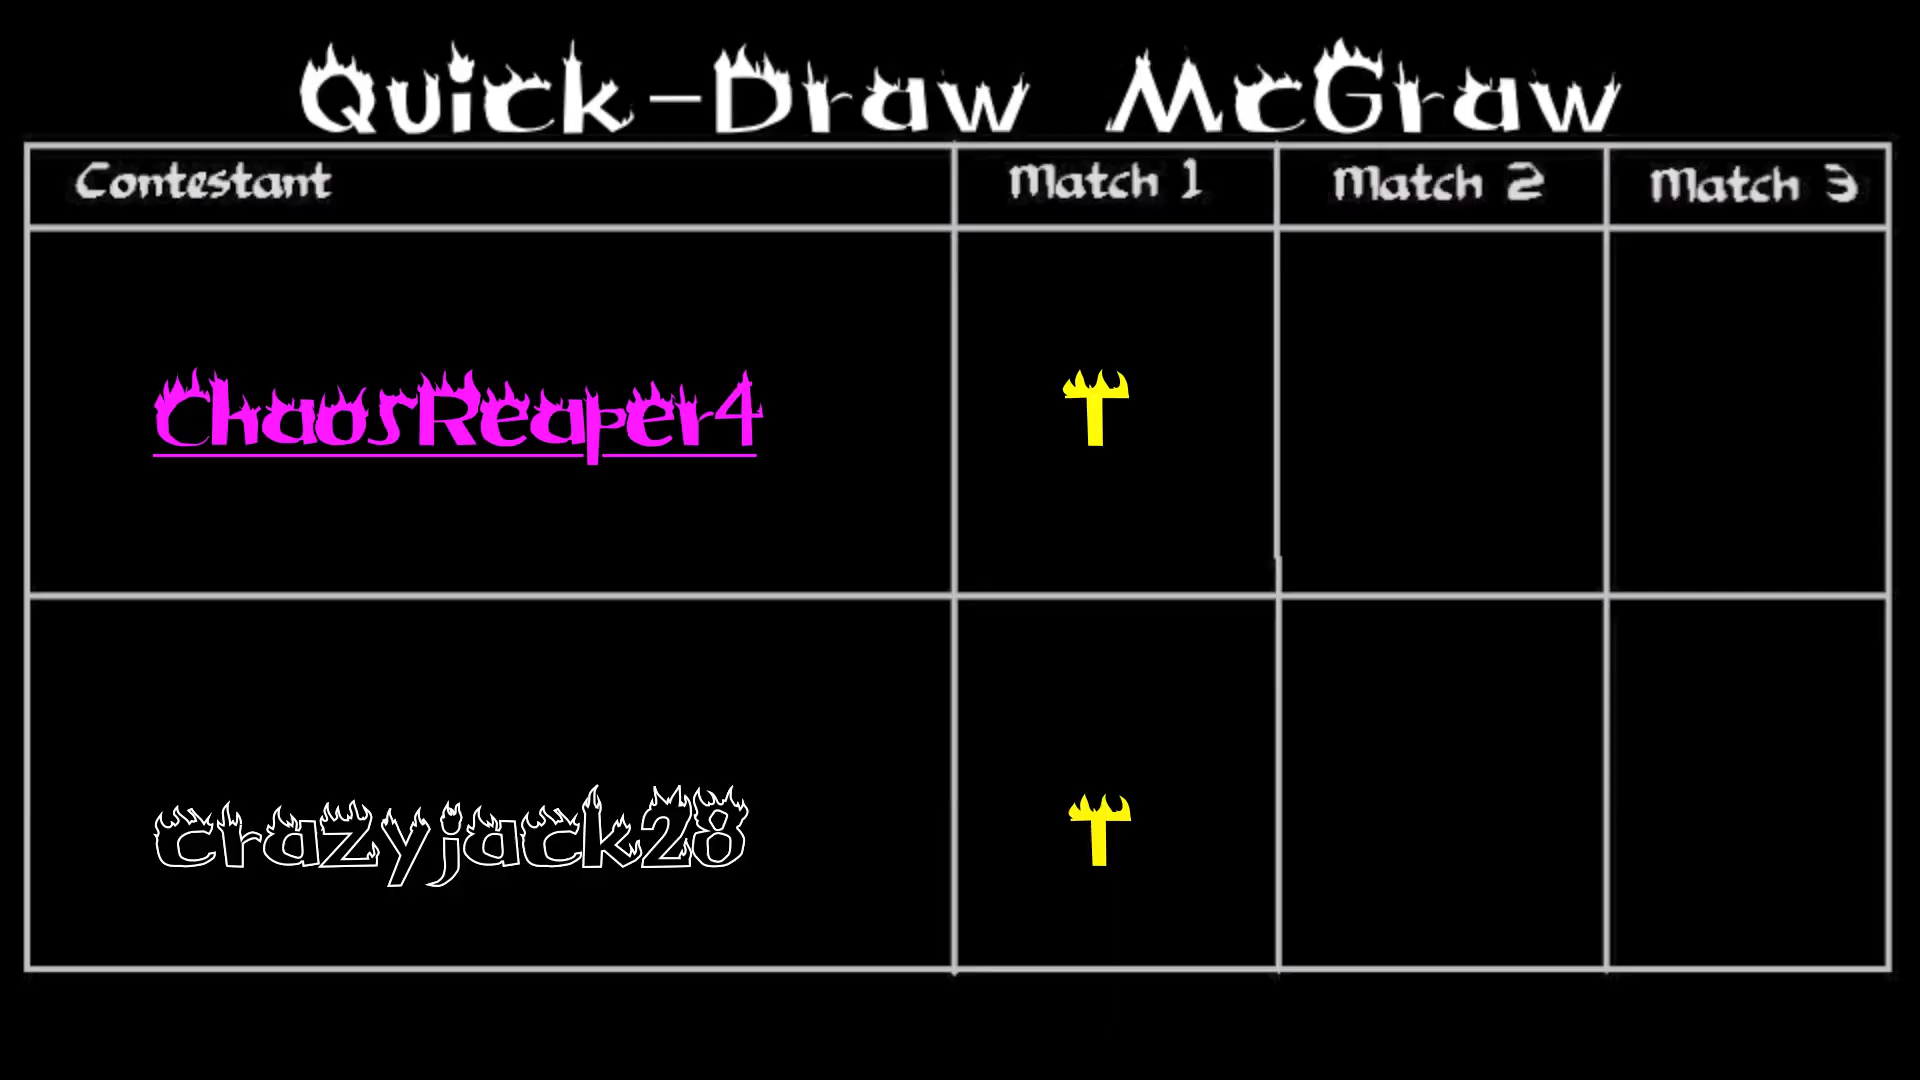 Quick-Draw McGraw
Contestant Match 1 Match 2 Match 3
ChaosReaper4 T
crazyjack28 T